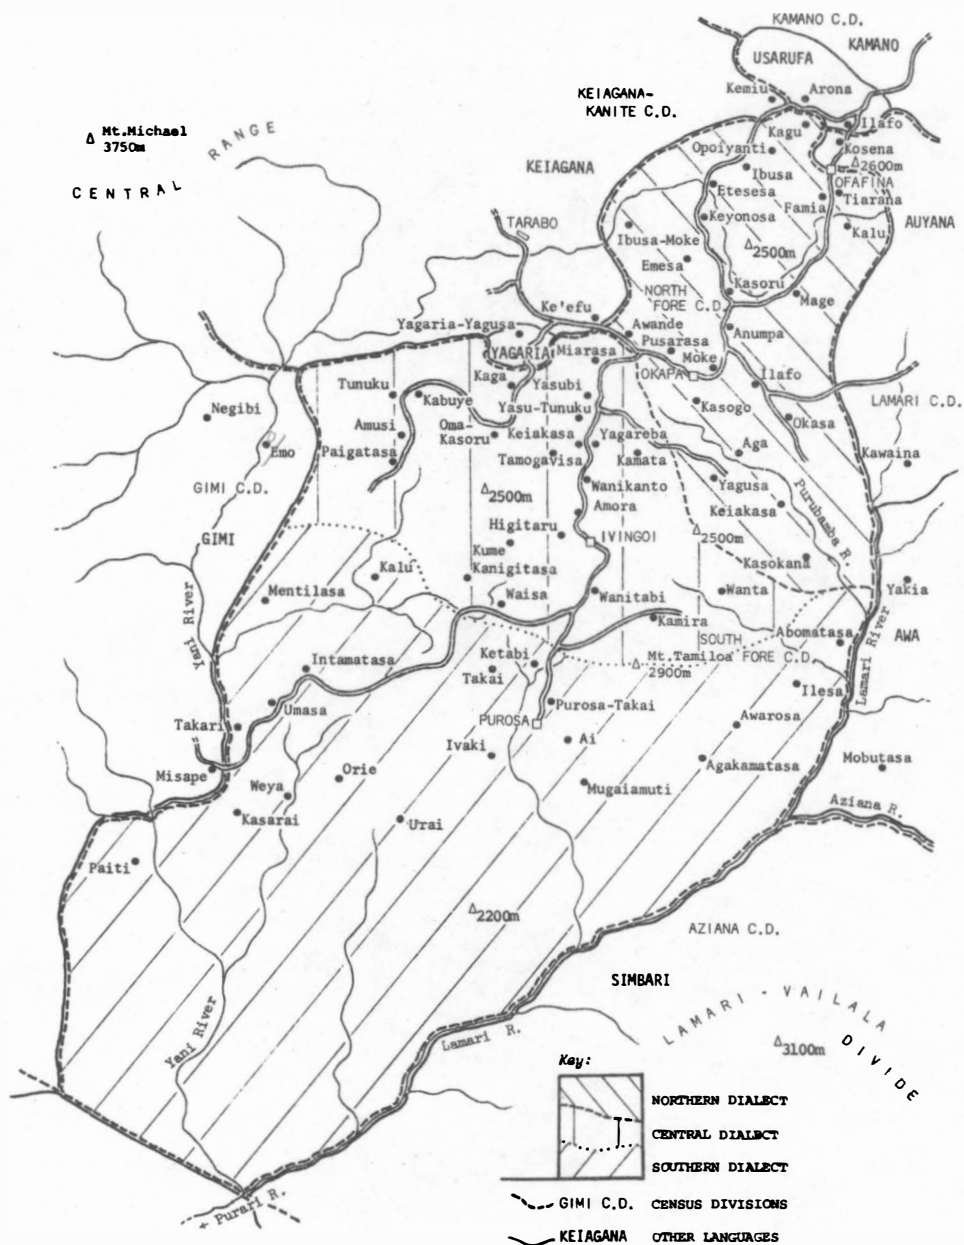 KAMANO C.D.
KAMANO
USARUFA
KEIAGANA-
KANITE C.D.
Kemiu
Arona
Mt.Michael
3750m
CENTRAL RANGE
Kagu
Ilafo
Opoiyanti
Kosena
2600m
KEIAGANA
Ibusa
OFAFINA
Etesesa
Tiarana
Famia
Keyonosa
AUYANA
TARABO
Ibusa-Moke
Kalu
2500m
Emesa
NORTH
FORE C.D.
Kasoru
Mage
Ke'efu
Yagaria-Yagusa
Awande
Anumpa
Pusarasa
YAGARIA
Miarasa
Moke
OKAPA
Ilafo
Kaga
Yasubi
Tunuku
Kabuye
Yasu-Tunuku
Kasogo
LAMARI C.D.
Negibi
Okasa
Amusi
Oma-
Kasoru
Keiakasa
Yagareba
Aga
Emo
Paigatasa
Tamogavisa
Kamata
Kawaina
Wanikanto
Yagusa
GIMI C.D.
2500m
Purubamba R.
Amora
Keiakasa
Higitaru
GIMI
IVINGOI
2500m
Kume
Kasokana
Kalu
Kanigitasa
Yakia
Mentilasa
Waisa
Wanitabi
Wanta
Yani River
Kamira
SOUTH
FORE C.D.
Abomatasa
AWA
Ketabi
Mt.Tamiloa
2900m
Intamatasa
Takai
Lamari River
Ilesa
Umasa
Purosa-Takai
Takari
PUROSA
Awarosa
Ivaki
Ai
Misape
Orie
Agakamatasa
Mobutasa
Weya
Mugaiamuti
Kasarai
Urai
Aziana R.
Paiti
2200m
AZIANA C.D.
SIMBARI
LAMARI - VAILALA
DIVIDE
Yani River
Lamari R.
3100m
Key:
NORTHERN DIALECT
CENTRAL DIALECT
SOUTHERN DIALECT
GIMI C.D. CENSUS DIVISIONS
Purari R.
KEIAGANA OTHER LANGUAGES